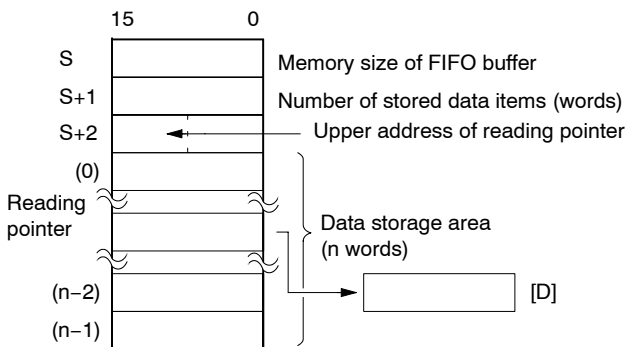 15 0
S Memory size of FIFO buffer
S+1 Number of stored data items (words)
S+2 Upper address of reading pointer
(0)
Reading
pointer
Data storage area
(n words)
(n−2) [D]
(n−1)